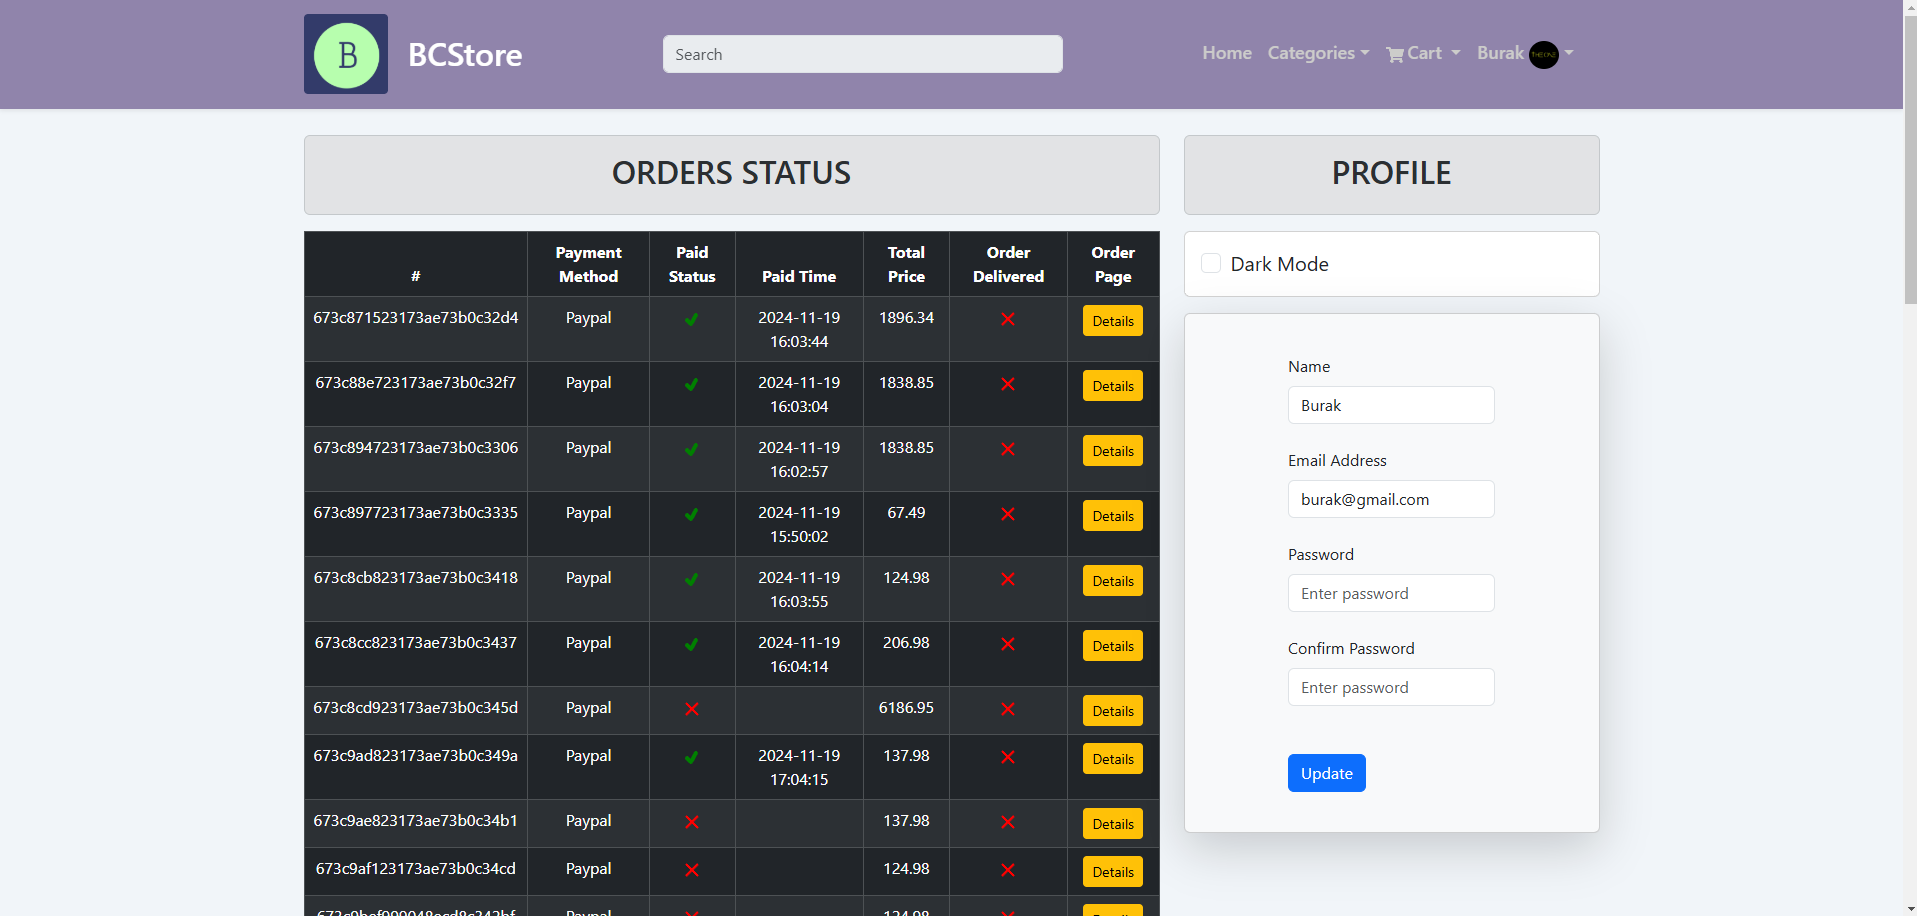 B
BCStore
Search
Home Categories Cart Burak
ORDERS STATUS
PROFILE
# Payment Method Paid Status Paid Time Total Price Order Delivered Order Page
673c871523173ae73b0c32d4 Paypal 2024-11-19 16:03:44 1896.34 Details
673c88e723173ae73b0c32f7 Paypal 2024-11-19 16:03:04 1838.85 Details
673c894723173ae73b0c3306 Paypal 2024-11-19 16:02:57 1838.85 Details
673c897723173ae73b0c3335 Paypal 2024-11-19 15:50:02 67.49 Details
673c8cb823173ae73b0c3418 Paypal 2024-11-19 16:03:55 124.98 Details
673c8cc823173ae73b0c3437 Paypal 2024-11-19 16:04:14 206.98 Details
673c8cd923173ae73b0c345d Paypal 6186.95 Details
673c9ad823173ae73b0c349a Paypal 2024-11-19 17:04:15 137.98 Details
673c9ae823173ae73b0c34b1 Paypal 137.98 Details
673c9af123173ae73b0c34cd Paypal 124.98 Details
Dark Mode
Name
Burak
Email Address
burak@gmail.com
Password
Enter password
Confirm Password
Enter password
Update